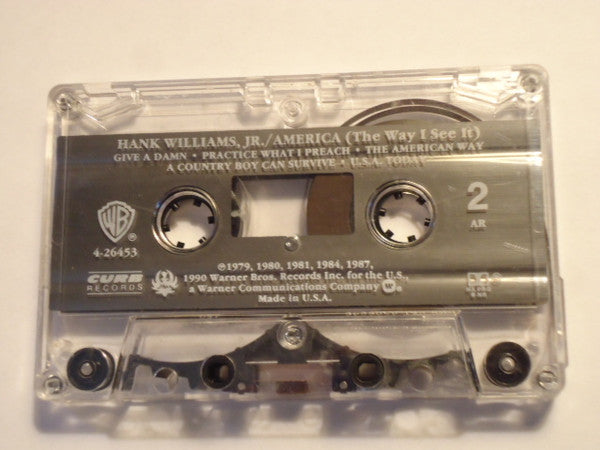 HANK WILLIAMS, JR./AMERICA (The Way I See It)
GIVE A DAMN • PRACTICE WHAT I PREACH • THE AMERICAN WAY
A COUNTRY BOY CAN SURVIVE • U.S.A. TODAY
2
AR
WB
4-26453
CURB
RECORDS
℗1979, 1980, 1981, 1984, 1987,
1990 Warner Bros. Records Inc. for the U.S.,
a Warner Communications Company
Made in U.S.A.